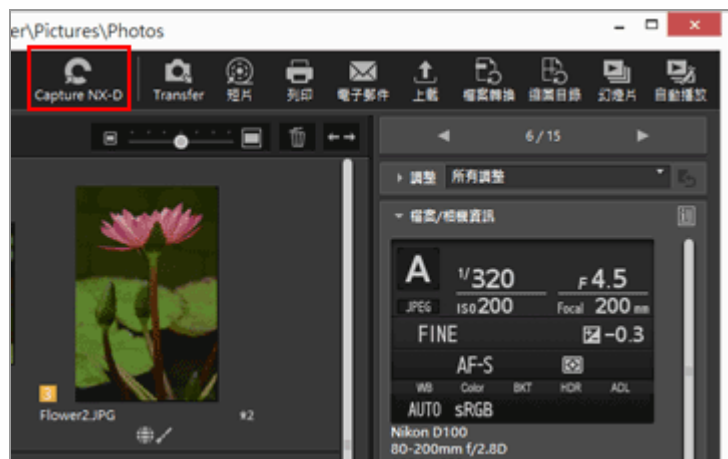 er\Pictures\Photos
Capture NX-D
Transfer
短片
列印
電子郵件
上載
檔案轉換
檔案目錄
幻燈片
自動播放
6/15
調整 所有調整
檔案/相機資訊
A 1/320 F4.5
JPEG ISO200 Focal 200mm
FINE -0.3
AF-S
WB Color BKT HDR ADL
AUTO sRGB
Nikon D100
80-200mm f/2.8D
3
Flower2.JPG *2